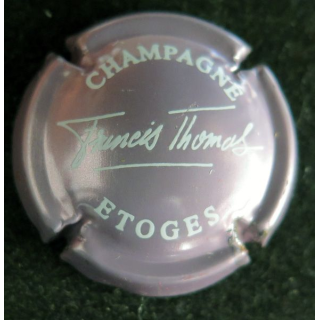 CHAMPAGNE
Francis Thomas
ETOGES